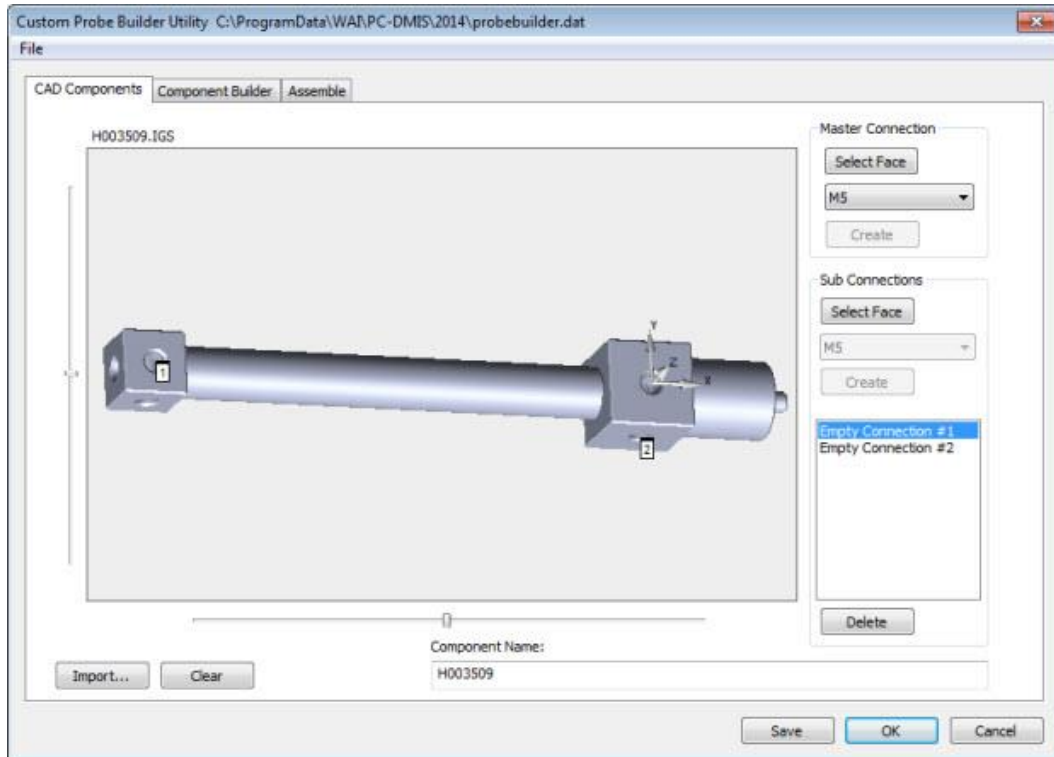 Custom Probe Builder Utility C:\ProgramData\WAI\PC-DMIS\2014\probebuilder.dat
File
CAD Components Component Builder Assemble
H003509.IGS
Master Connection
Select Face
M5
Create
Sub Connections
Select Face
M5
Create
Empty Connection #1
Empty Connection #2
Delete
Y
Z
X
1
2
Component Name:
H003509
Import... Clear
Save OK Cancel